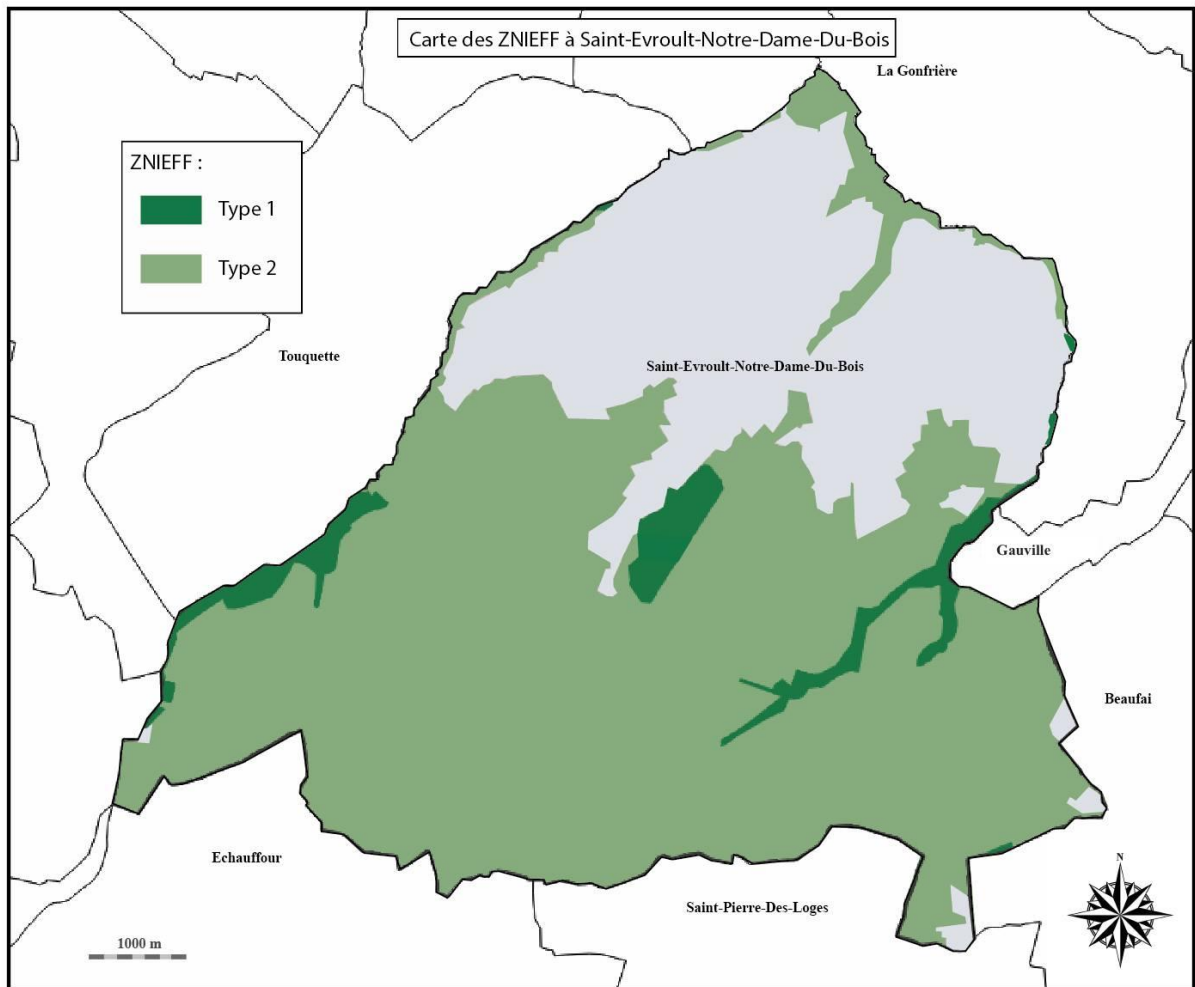 Carte des ZNIEFF à Saint-Evroult-Notre-Dame-Du-Bois
La Gonfrière
ZNIEFF :
Type 1
Type 2
Touquette
Saint-Evroult-Notre-Dame-Du-Bois
Gauville
Beaufai
Echauffour
Saint-Pierre-Des-Loges
N
1000 m